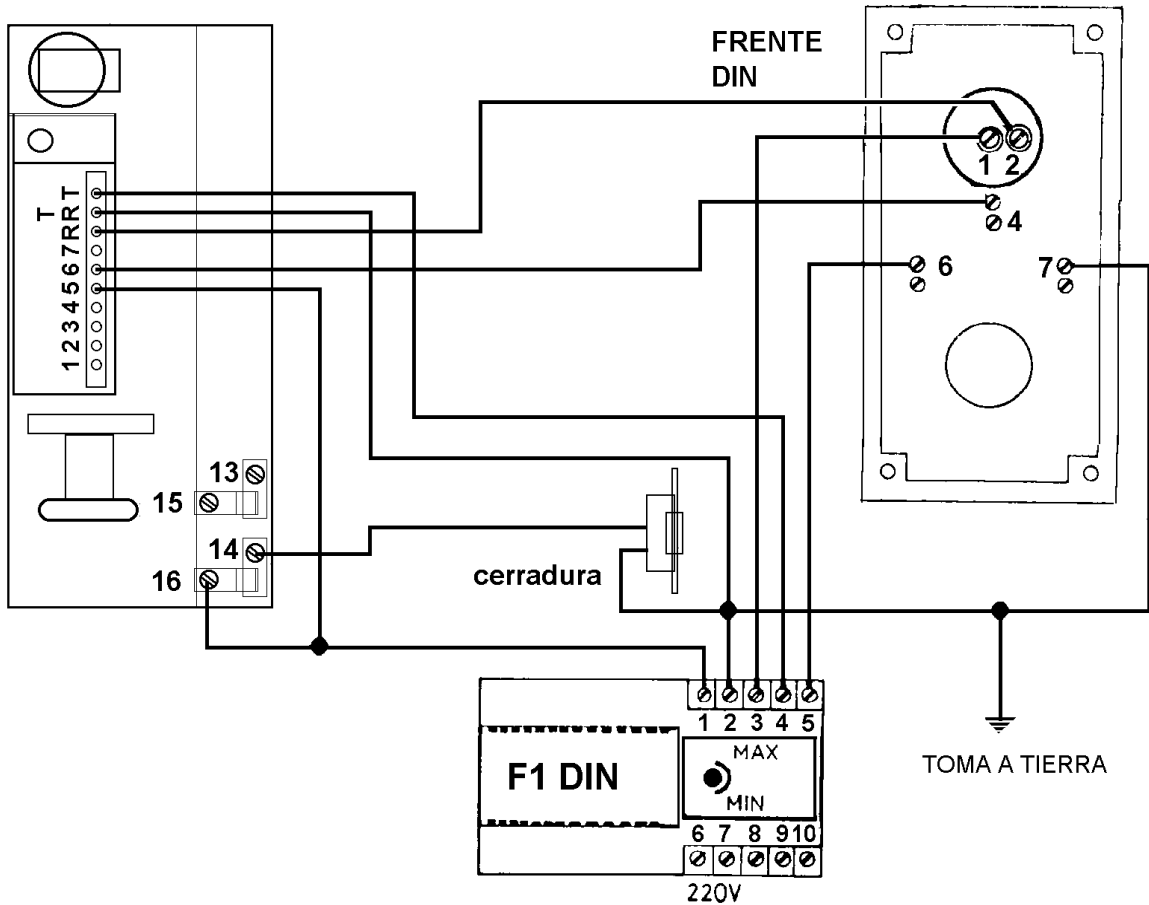 FRENTE
DIN
1 2
4
6
7
T
1 2 3 4 5 6 7 R R T
13
15
14
16
cerradura
1 2 3 4 5
MAX
F1 DIN
MIN
6 7 8 9 10
220V
TOMA A TIERRA